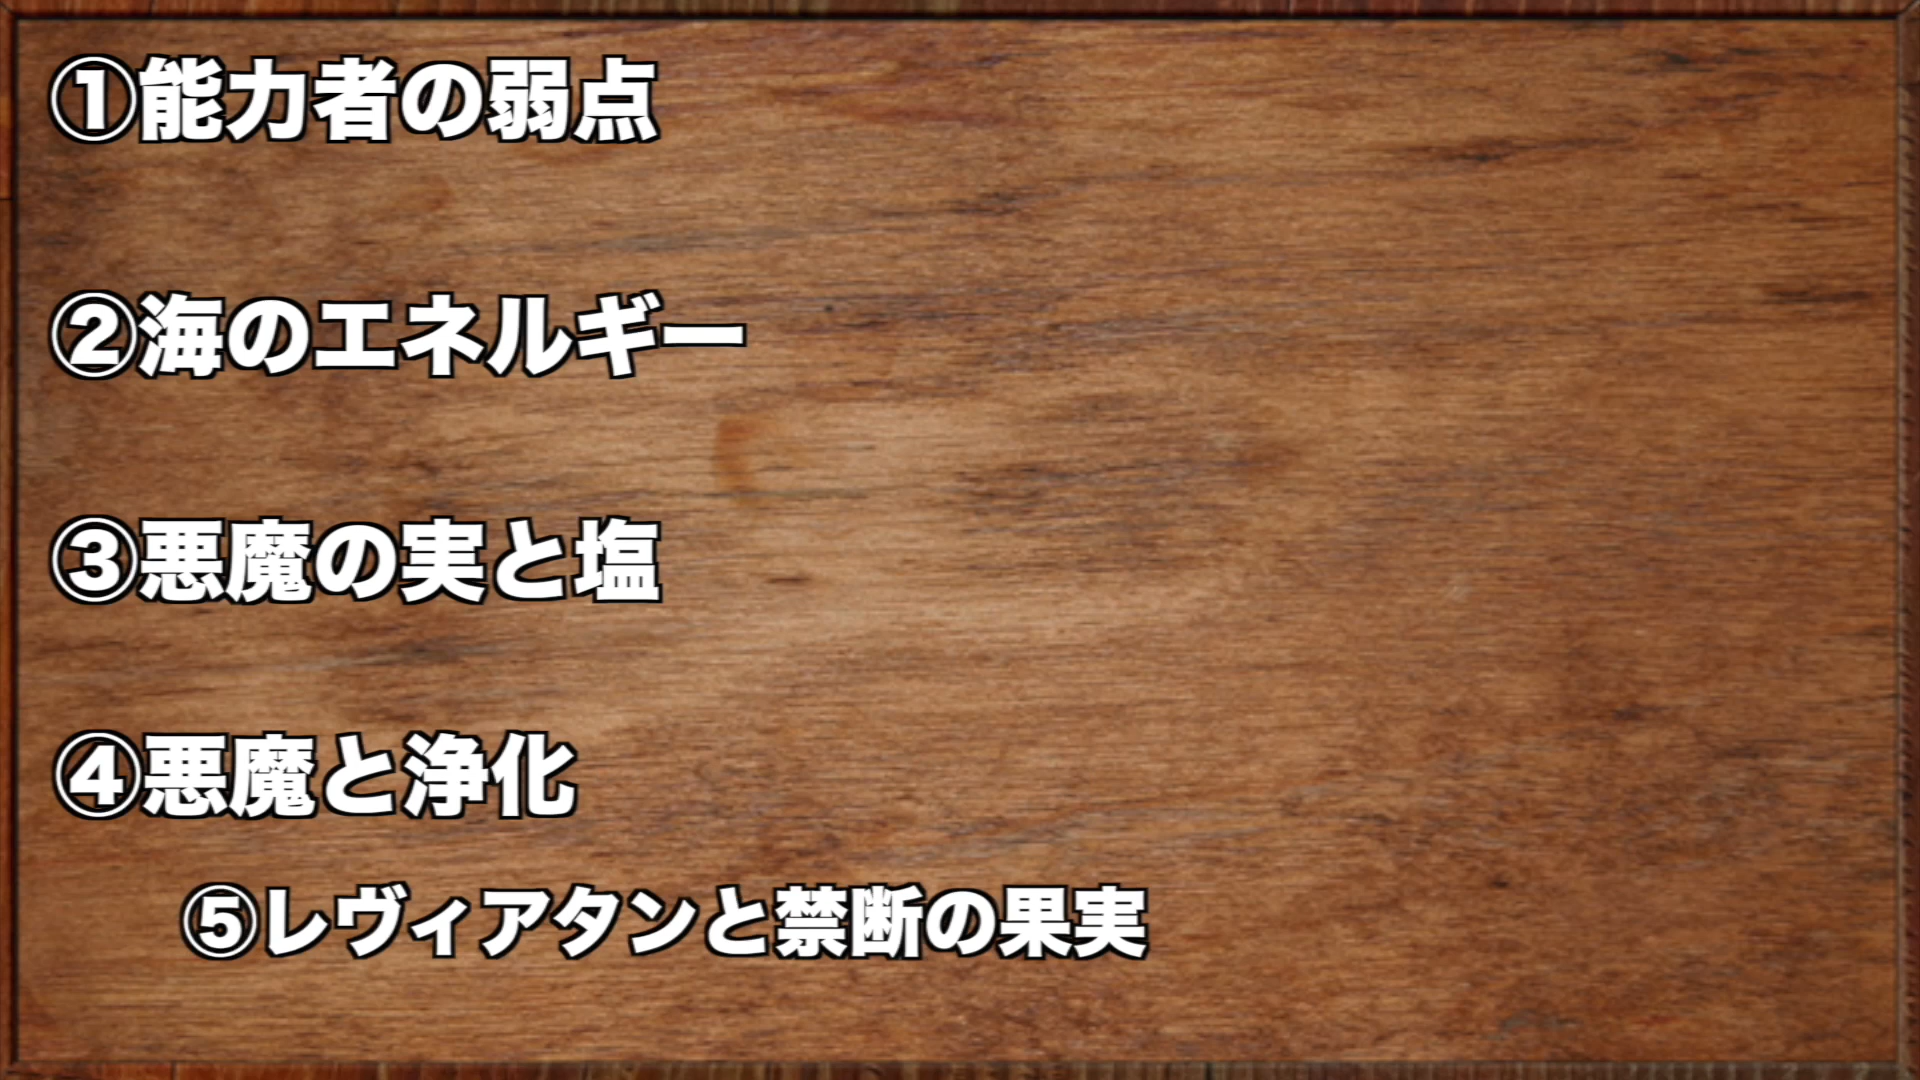 ①能力者の弱点
②海のエネルギー
③悪魔の実と塩
④悪魔と浄化
⑤レヴィアタンと禁断の果実